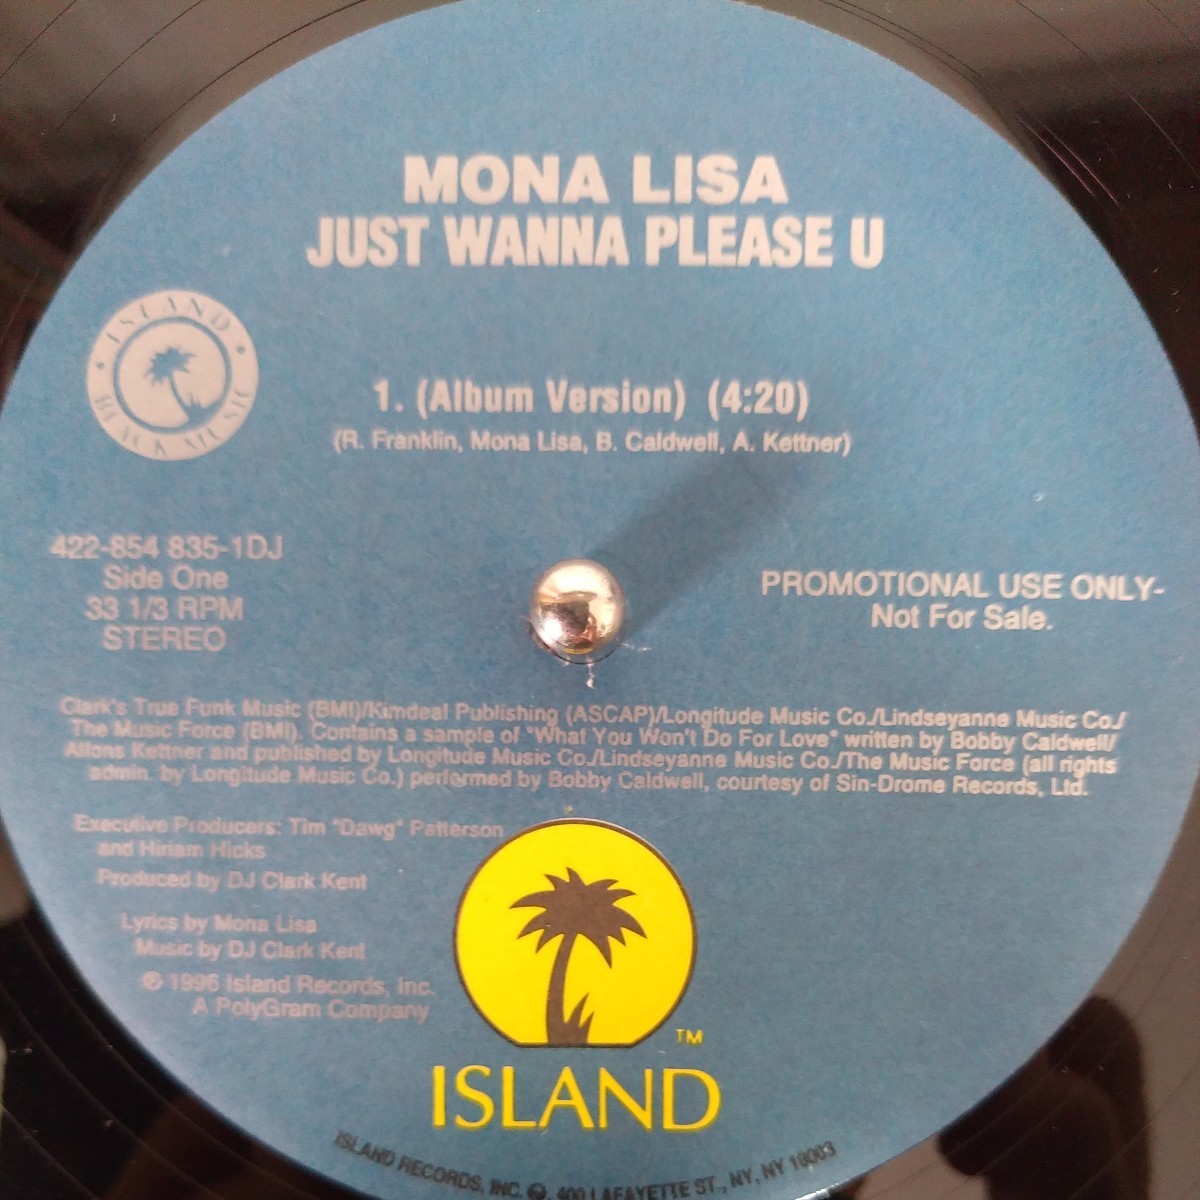 MONA LISA
JUST WANNA PLEASE U
ISLAND
BLACK MUSIC
1. (Album Version) (4:20)
(R. Franklin, Mona Lisa, B. Caldwell, A. Kettner)
422-854 835-1DJ
Side One
33 1/3 RPM
STEREO
PROMOTIONAL USE ONLY-
Not For Sale.
Clark's True Funk Music (BMI)/Kimdeal Publishing (ASCAP)/Longitude Music Co./Lindseyanne Music Co./
The Music Force (BMI). Contains a sample of "What You Won't Do For Love" written by Bobby Caldwell/
Alfons Kettner and published by Longitude Music Co./Lindseyanne Music Co./The Music Force (all rights
admin. by Longitude Music Co.) performed by Bobby Caldwell, courtesy of Sin-Drome Records, Ltd.
Executive Producers: Tim "Dawg" Patterson
and Hiriam Hicks
Produced by DJ Clark Kent
Lyrics by Mona Lisa
Music by DJ Clark Kent
℗ 1996 Island Records, Inc.
A PolyGram Company
TM
ISLAND
ISLAND RECORDS, INC. ©, 400 LAFAYETTE ST., NY, NY 10003